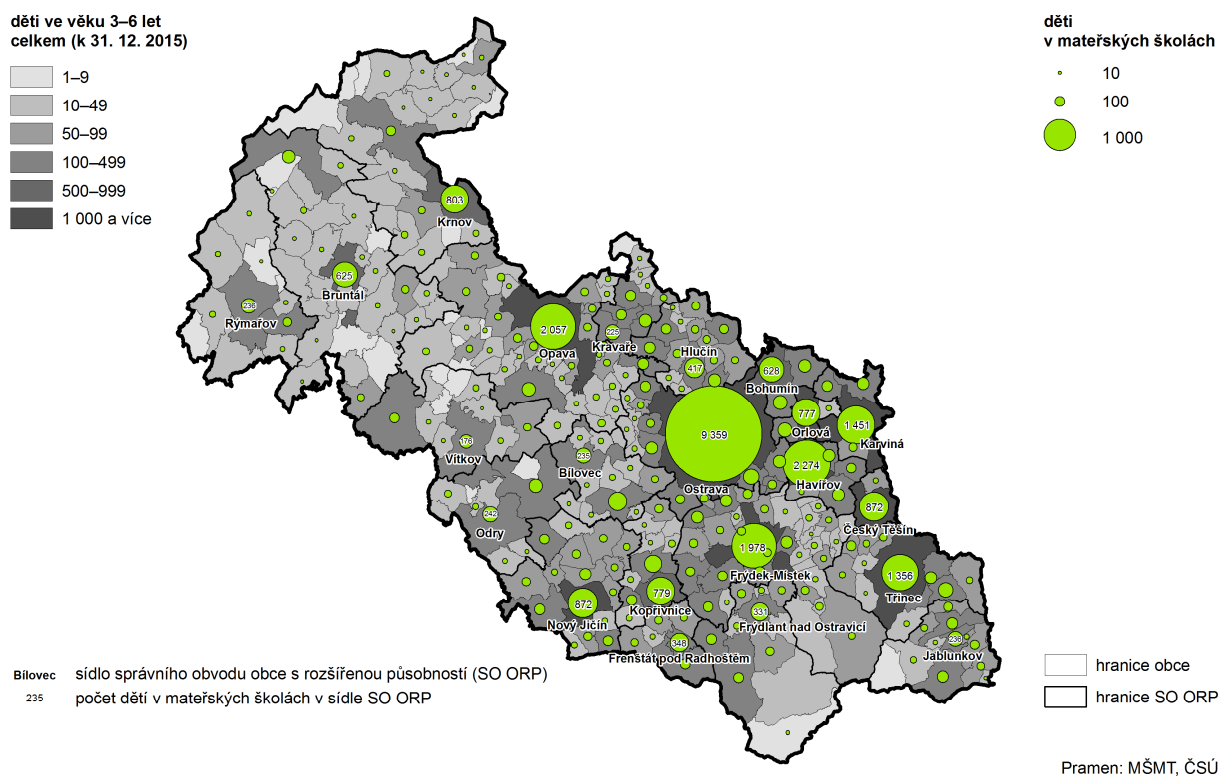 děti ve věku 3–6 let
celkem (k 31. 12. 2015)
1–9
10–49
50–99
100–499
500–999
1 000 a více
děti
v mateřských školách
10
100
1 000
803
Krnov
625
Bruntál
Rýmařov
2 057
Opava
225
Kravaře
Hlučín
417
628
Bohumín
777
Orlová
1 451
Karviná
9 359
Ostrava
2 274
Havířov
176
Vítkov
235
Bílovec
242
Odry
872
Český Těšín
1 978
Frýdek-Místek
1 356
Třinec
872
Nový Jičín
779
Kopřivnice
331
Frýdlant nad Ostravicí
348
Frenštát pod Radhoštěm
236
Jablunkov
Bílovec sídlo správního obvodu obce s rozšířenou působností (SO ORP)
235 počet dětí v mateřských školách v sídle SO ORP
hranice obce
hranice SO ORP
Pramen: MŠMT, ČSÚ